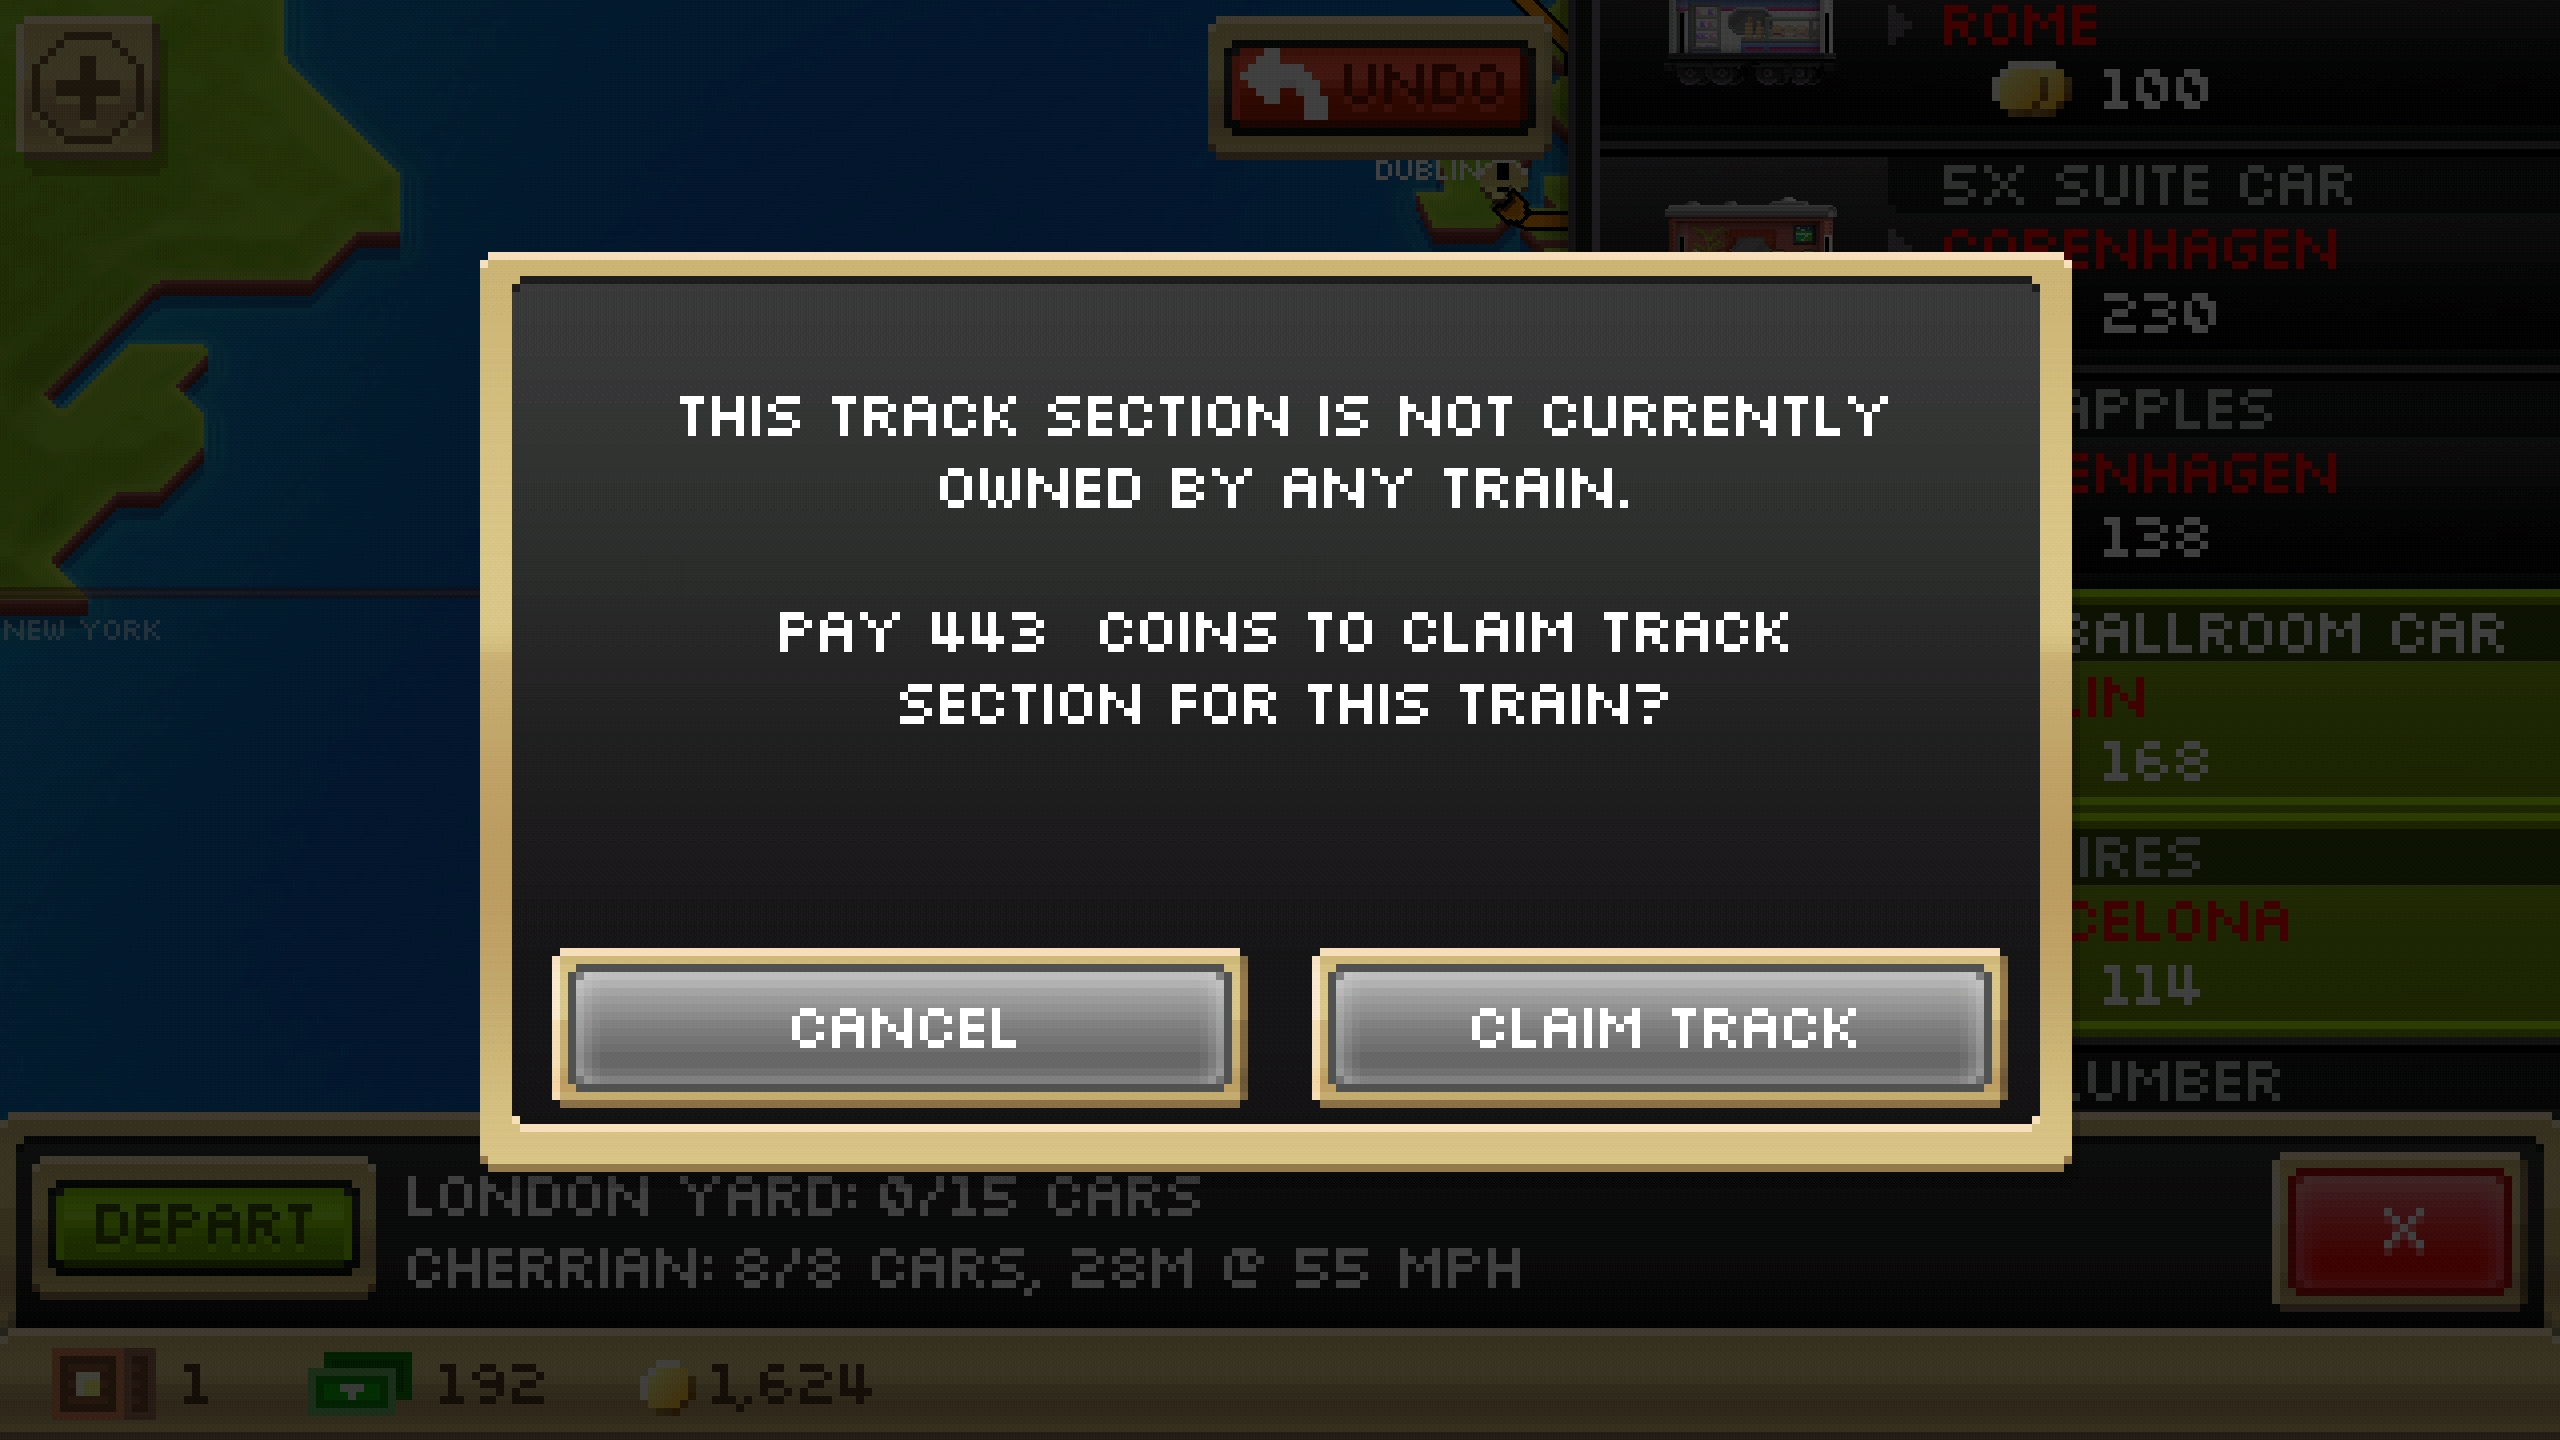 UNDO
DUBLIN
NEW YORK
ROME
100
5X SUITE CAR
COPENHAGEN
230
APPLES
ENHAGEN
138
BALLROOM CAR
LIN
168
IRES
CELONA
114
LUMBER
THIS TRACK SECTION IS NOT CURRENTLY
OWNED BY ANY TRAIN.
PAY 443 COINS TO CLAIM TRACK
SECTION FOR THIS TRAIN?
CANCEL
CLAIM TRACK
DEPART
LONDON YARD: 0/15 CARS
CHERRIAN: 8/8 CARS, 28M @ 55 MPH
X
1
192
1,624